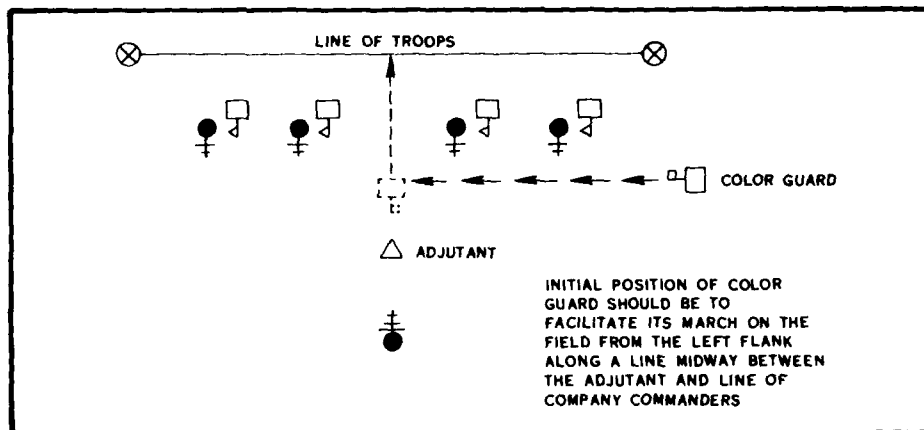 LINE OF TROOPS
COLOR GUARD
ADJUTANT
INITIAL POSITION OF COLOR
GUARD SHOULD BE TO
FACILITATE ITS MARCH ON THE
FIELD FROM THE LEFT FLANK
ALONG A LINE MIDWAY BETWEEN
THE ADJUTANT AND LINE OF
COMPANY COMMANDERS